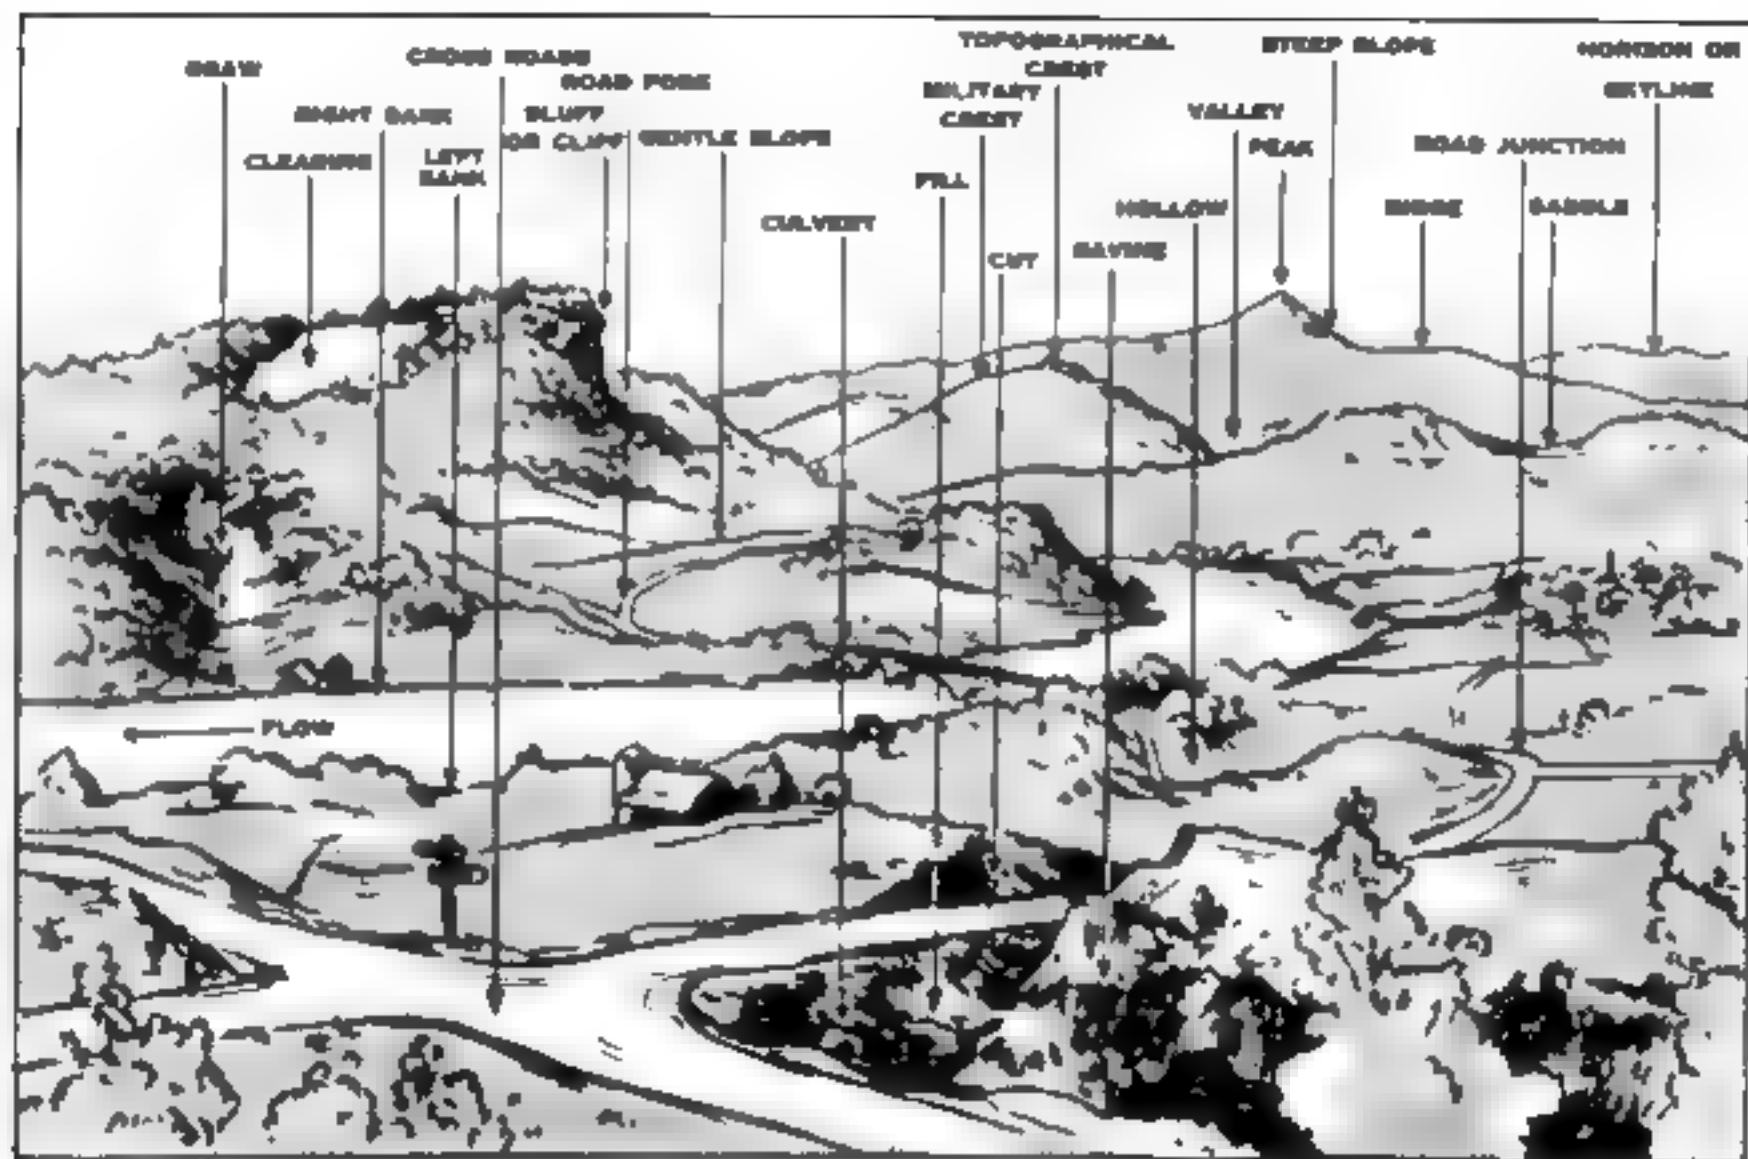 DRAW
CROSS ROADS
ROAD FORK
TOPOGRAPHICAL
CREST
STEEP SLOPE
HORIZON OR
SKYLINE
RIGHT BANK
BLUFF
OR CLIFF
GENTLE SLOPE
MILITARY
CREST
VALLEY
PEAK
ROAD JUNCTION
CLEARING
LEFT
BANK
FILL
HOLLOW
RIDGE
SADDLE
CULVERT
CUT
RAVINE
FLOW